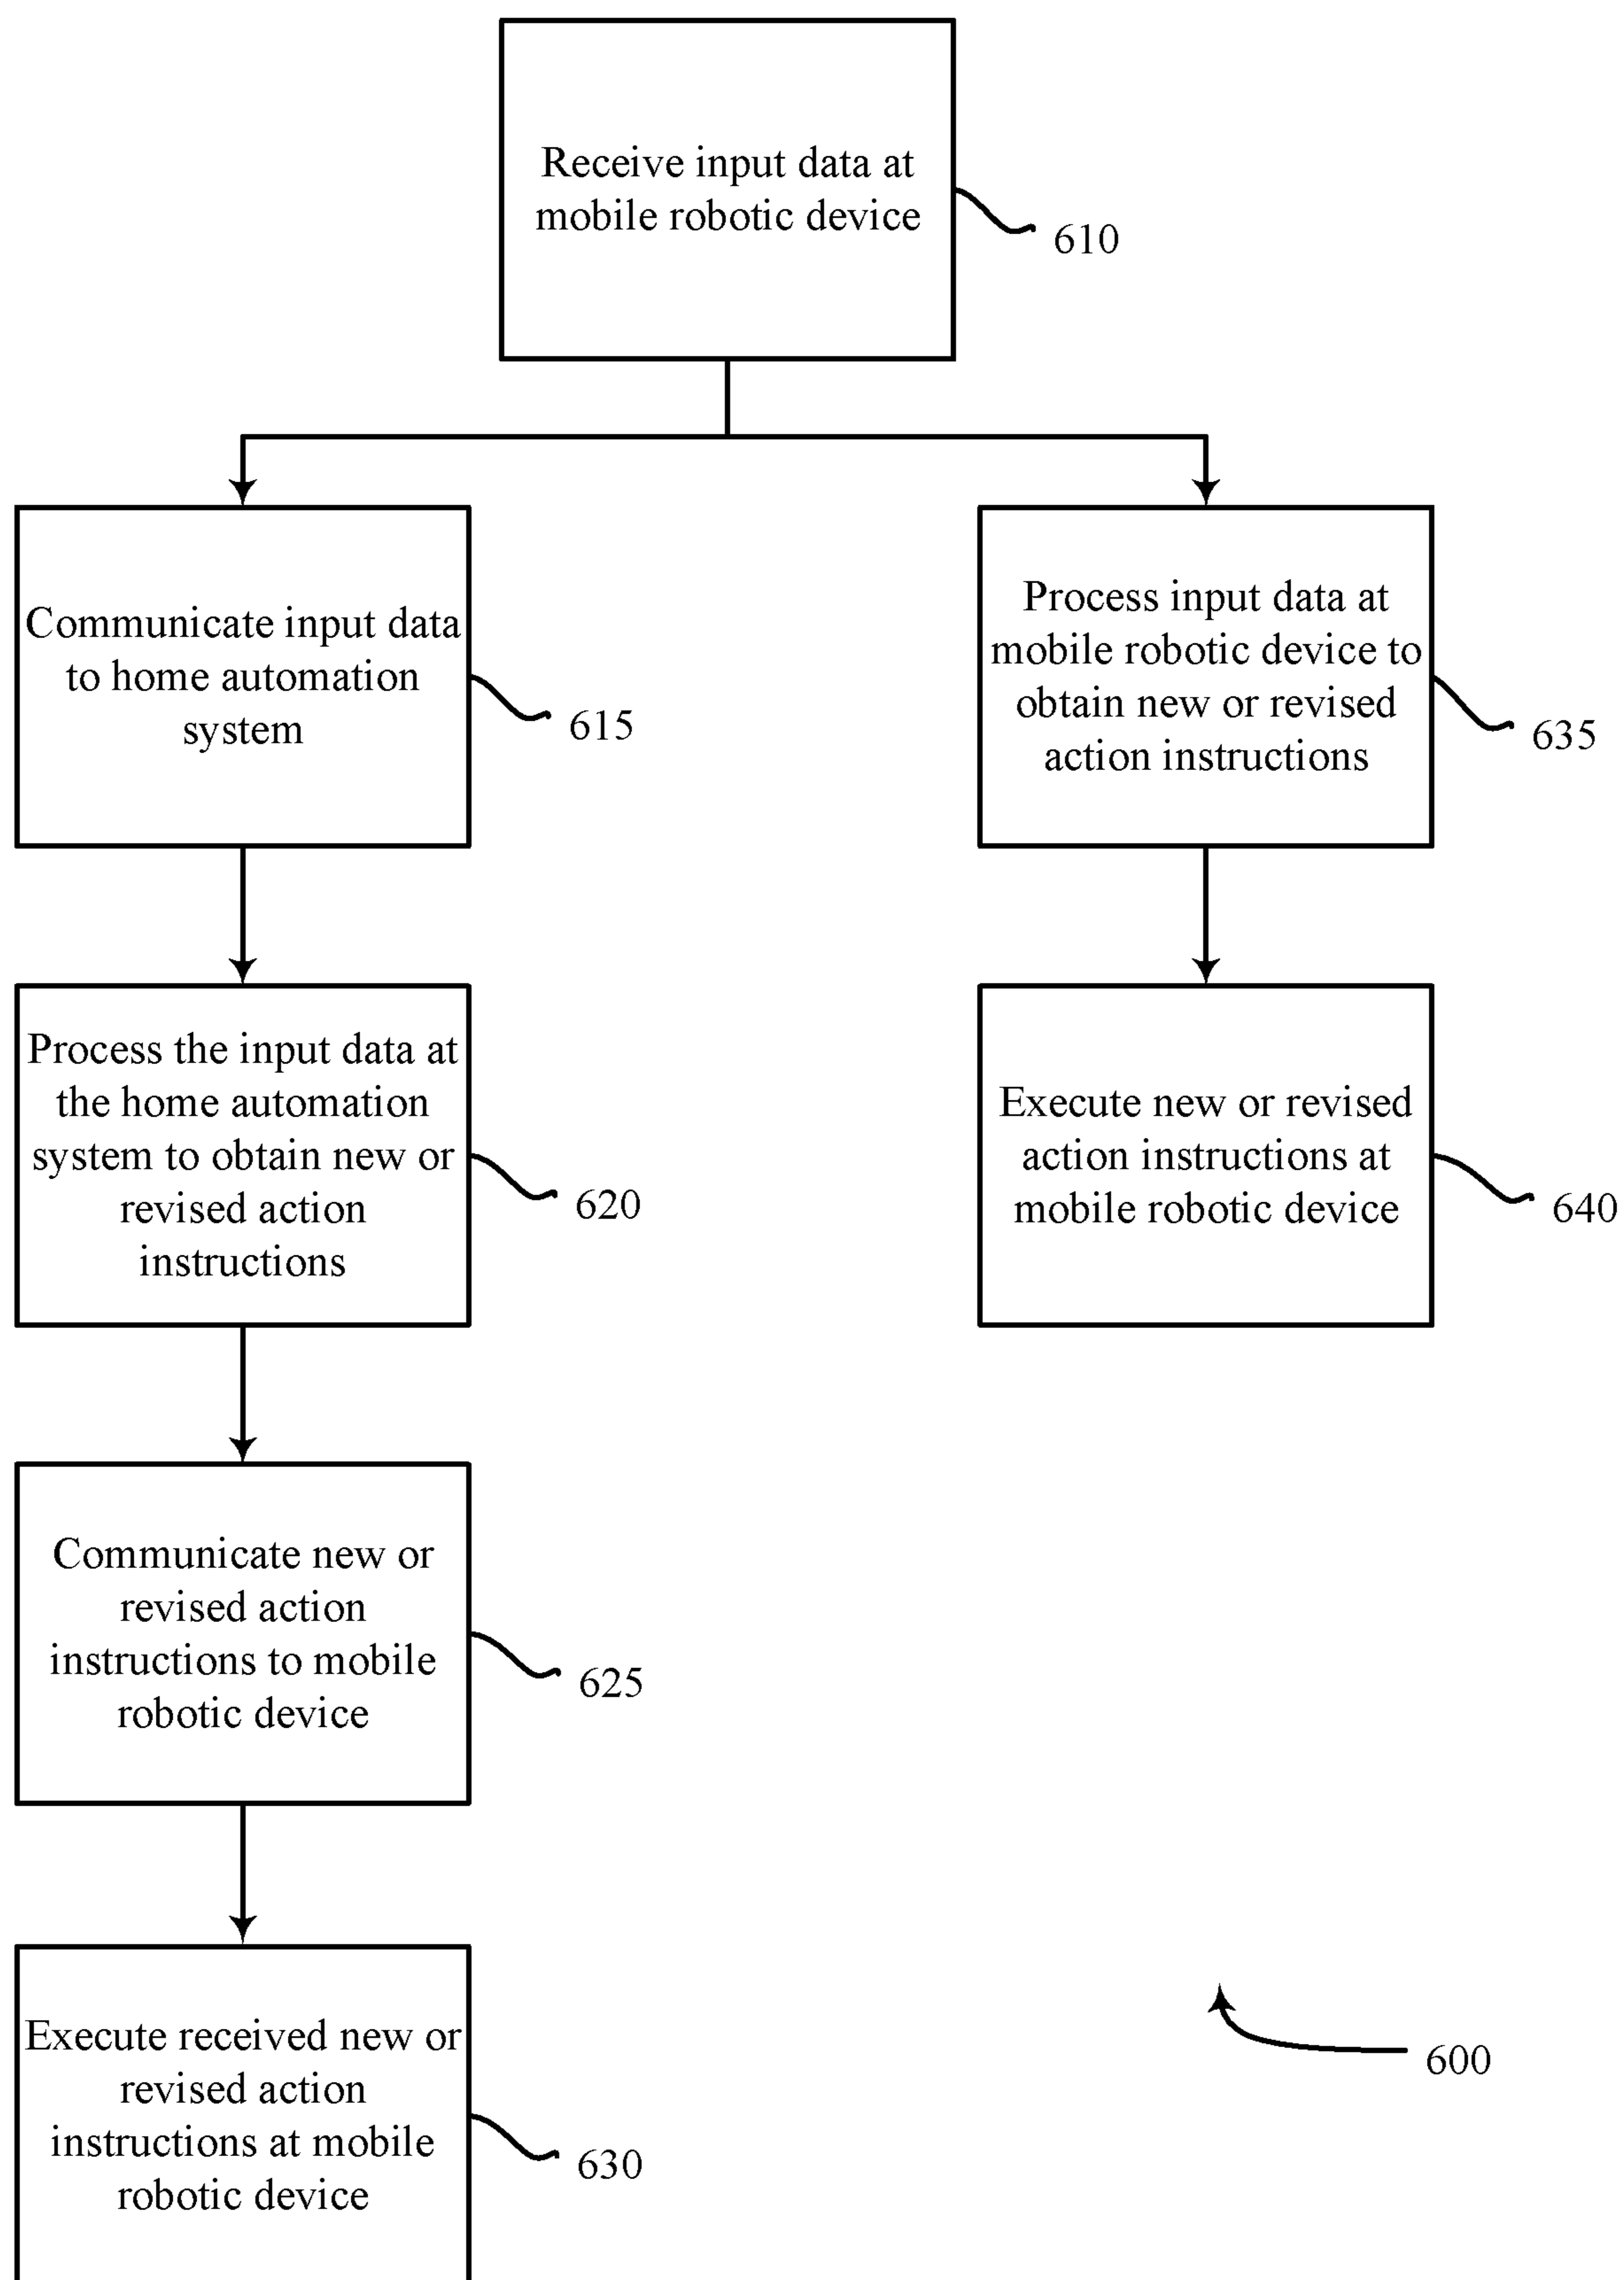 Receive input data at
mobile robotic device
610
Communicate input data
to home automation
system
615
Process input data at
mobile robotic device to
obtain new or revised
action instructions
635
Process the input data at
the home automation
system to obtain new or
revised action
instructions
620
Execute new or revised
action instructions at
mobile robotic device
640
Communicate new or
revised action
instructions to mobile
robotic device
625
Execute received new or
revised action
instructions at mobile
robotic device
630
600